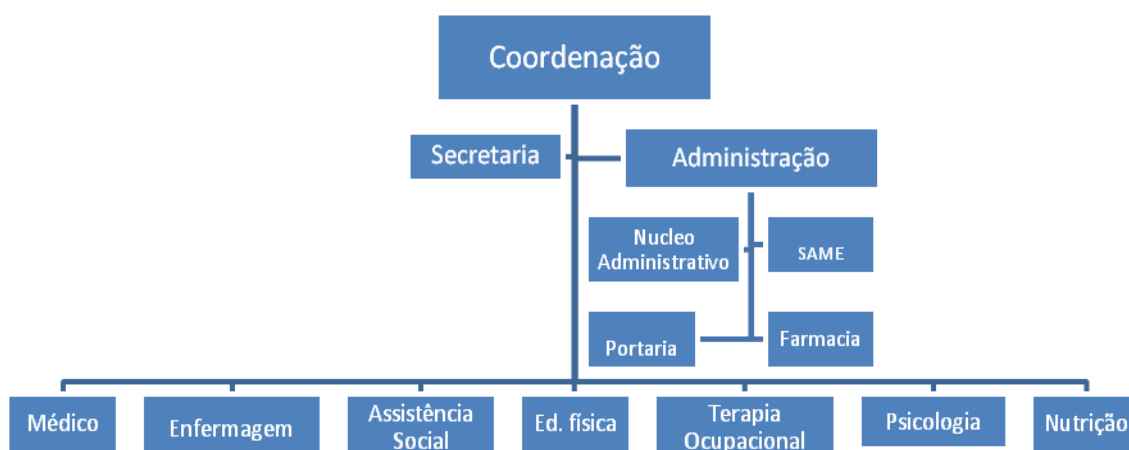 Coordenação
Secretaria
Administração
Nucleo
Administrativo
SAME
Portaria
Farmacia
Médico
Enfermagem
Assistência
Social
Ed. física
Terapia
Ocupacional
Psicologia
Nutrição